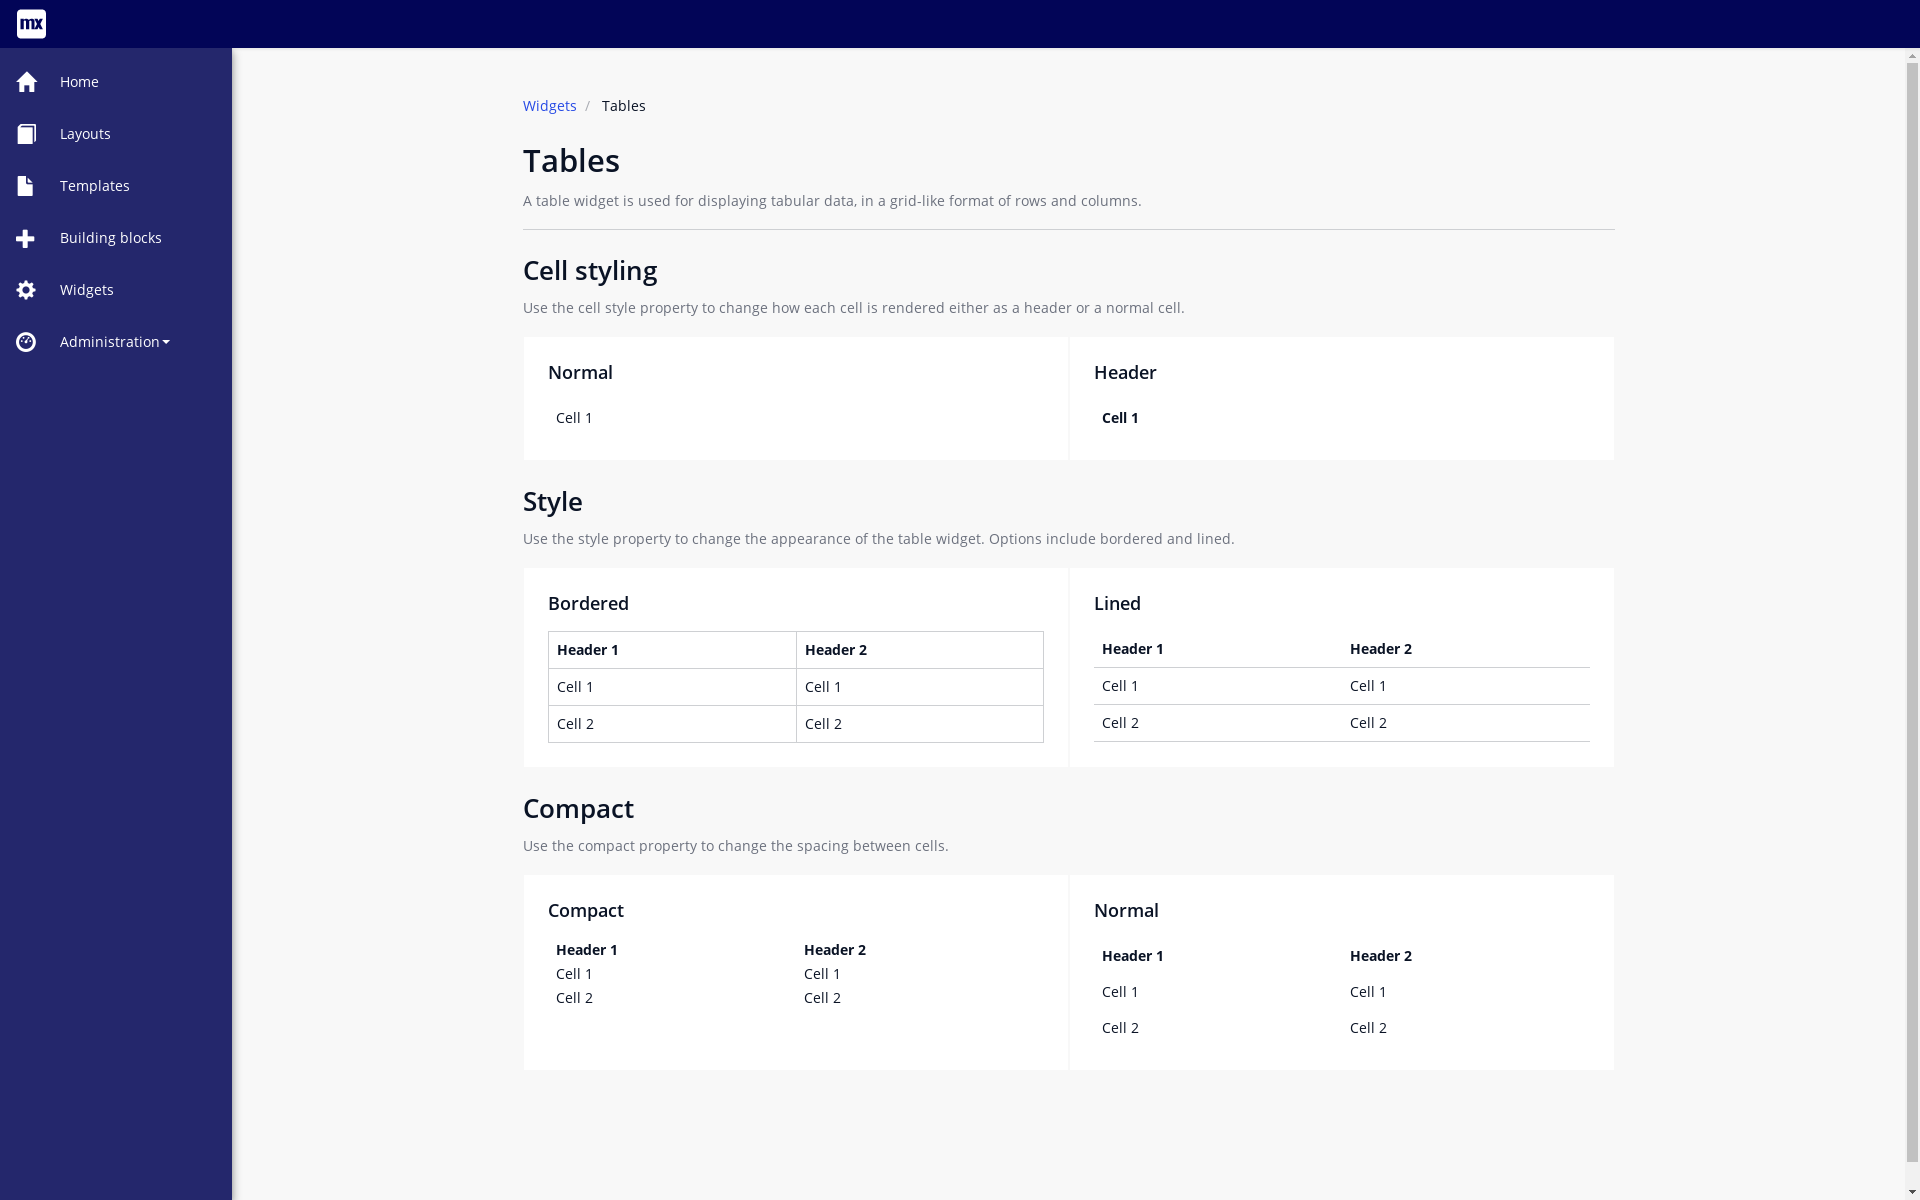 mx
Home
Layouts
Templates
Building blocks
Widgets
Administration
Widgets / Tables
Tables
A table widget is used for displaying tabular data, in a grid-like format of rows and columns.
Cell styling
Use the cell style property to change how each cell is rendered either as a header or a normal cell.
Normal
Cell 1
Header
Cell 1
Style
Use the style property to change the appearance of the table widget. Options include bordered and lined.
Bordered
Header 1 Header 2
Cell 1 Cell 1
Cell 2 Cell 2
Lined
Header 1 Header 2
Cell 1 Cell 1
Cell 2 Cell 2
Compact
Use the compact property to change the spacing between cells.
Compact
Header 1 Header 2
Cell 1 Cell 1
Cell 2 Cell 2
Normal
Header 1 Header 2
Cell 1 Cell 1
Cell 2 Cell 2